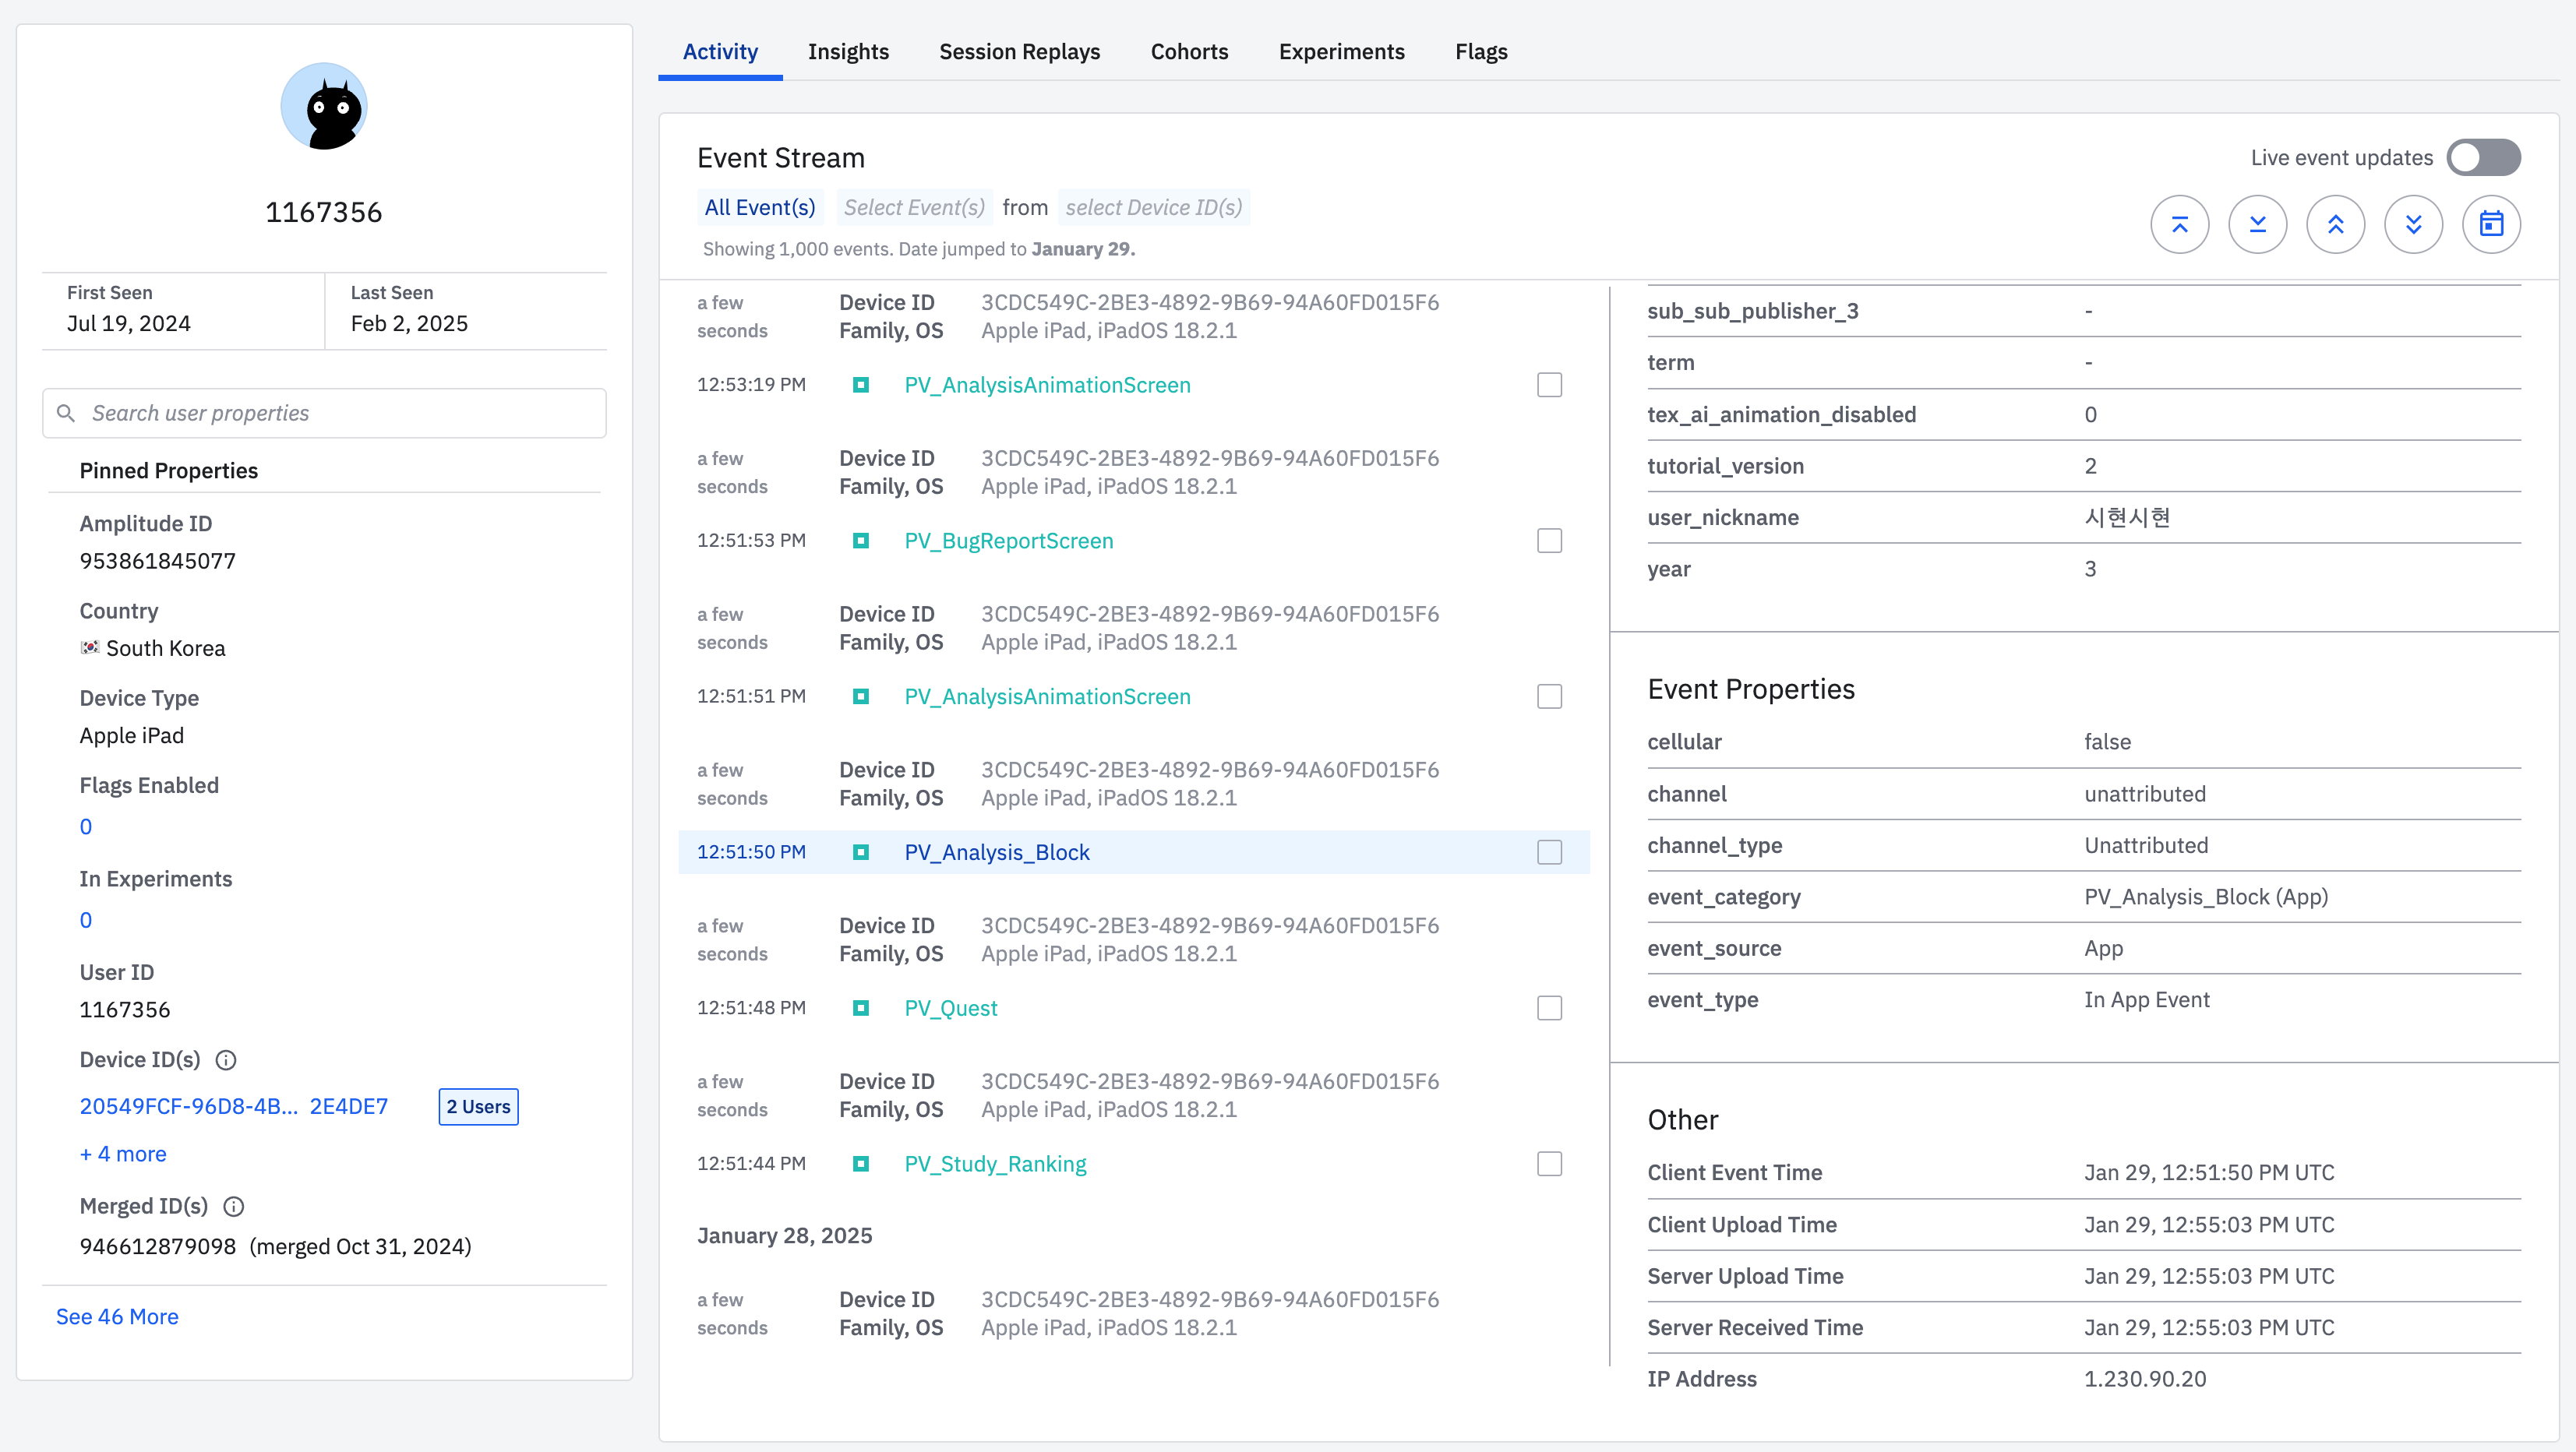 1167356
First Seen
Jul 19, 2024
Last Seen
Feb 2, 2025
Search user properties
Pinned Properties
Amplitude ID
953861845077
Country
🇰🇷 South Korea
Device Type
Apple iPad
Flags Enabled
0
In Experiments
0
User ID
1167356
Device ID(s)
20549FCF-96D8-4B... 2E4DE7 2 Users
+ 4 more
Merged ID(s)
946612879098 (merged Oct 31, 2024)
See 46 More
Activity Insights Session Replays Cohorts Experiments Flags
Event Stream
Live event updates
All Event(s) Select Event(s) from select Device ID(s)
Showing 1,000 events. Date jumped to January 29.
a few seconds
Device ID 3CDC549C-2BE3-4892-9B69-94A60FD015F6
Family, OS Apple iPad, iPadOS 18.2.1
12:53:19 PM PV_AnalysisAnimationScreen
a few seconds
Device ID 3CDC549C-2BE3-4892-9B69-94A60FD015F6
Family, OS Apple iPad, iPadOS 18.2.1
12:51:53 PM PV_BugReportScreen
a few seconds
Device ID 3CDC549C-2BE3-4892-9B69-94A60FD015F6
Family, OS Apple iPad, iPadOS 18.2.1
12:51:51 PM PV_AnalysisAnimationScreen
a few seconds
Device ID 3CDC549C-2BE3-4892-9B69-94A60FD015F6
Family, OS Apple iPad, iPadOS 18.2.1
12:51:50 PM PV_Analysis_Block
a few seconds
Device ID 3CDC549C-2BE3-4892-9B69-94A60FD015F6
Family, OS Apple iPad, iPadOS 18.2.1
12:51:48 PM PV_Quest
a few seconds
Device ID 3CDC549C-2BE3-4892-9B69-94A60FD015F6
Family, OS Apple iPad, iPadOS 18.2.1
12:51:44 PM PV_Study_Ranking
January 28, 2025
a few seconds
Device ID 3CDC549C-2BE3-4892-9B69-94A60FD015F6
Family, OS Apple iPad, iPadOS 18.2.1
sub_sub_publisher_3 -
term -
tex_ai_animation_disabled 0
tutorial_version 2
user_nickname 시현시현
year 3
Event Properties
cellular false
channel unattributed
channel_type Unattributed
event_category PV_Analysis_Block (App)
event_source App
event_type In App Event
Other
Client Event Time Jan 29, 12:51:50 PM UTC
Client Upload Time Jan 29, 12:55:03 PM UTC
Server Upload Time Jan 29, 12:55:03 PM UTC
Server Received Time Jan 29, 12:55:03 PM UTC
IP Address 1.230.90.20